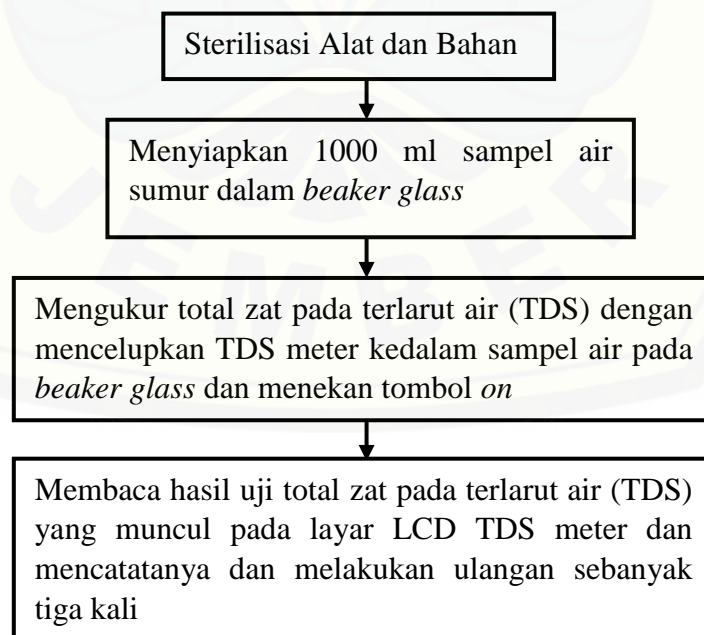 Sterilisasi Alat dan Bahan
Menyiapkan 1000 ml sampel air
sumur dalam beaker glass
JEMBER
Mengukur total zat pada terlarut air (TDS) dengan
mencelupkan TDS meter kedalam sampel air pada
beaker glass dan menekan tombol on
Membaca hasil uji total zat pada terlarut air (TDS)
yang muncul pada layar LCD TDS meter dan
mencatatanya dan melakukan ulangan sebanyak
tiga kali